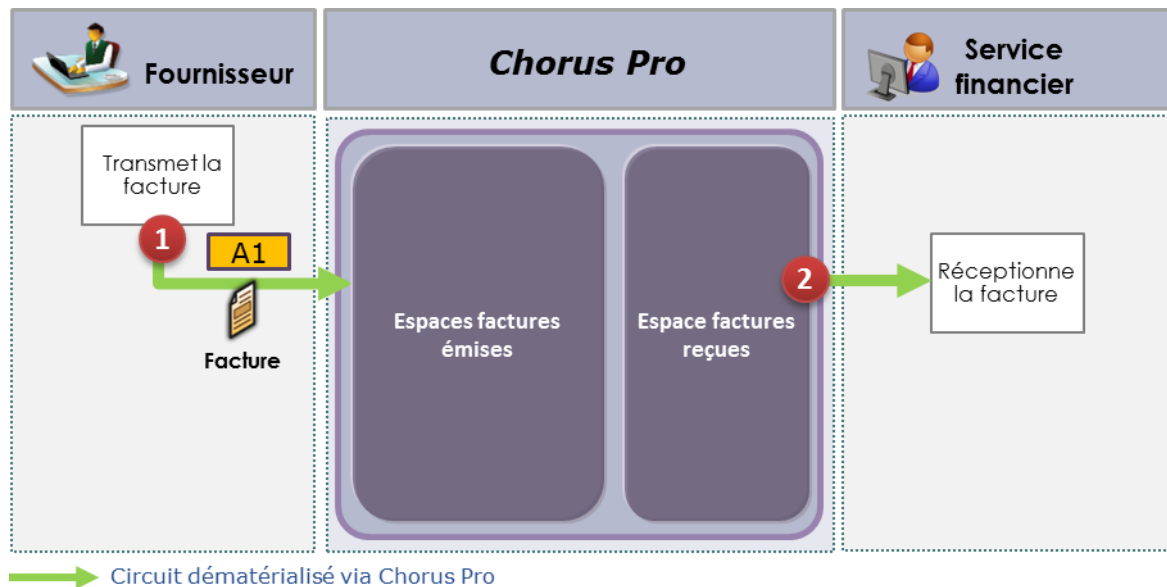 Fournisseur
Chorus Pro
Service
financier
Transmet la
facture
1
A1
Facture
Espaces factures
émises
Espace factures
reçues
2
Réceptionne
la facture
Circuit dématérialisé via Chorus Pro